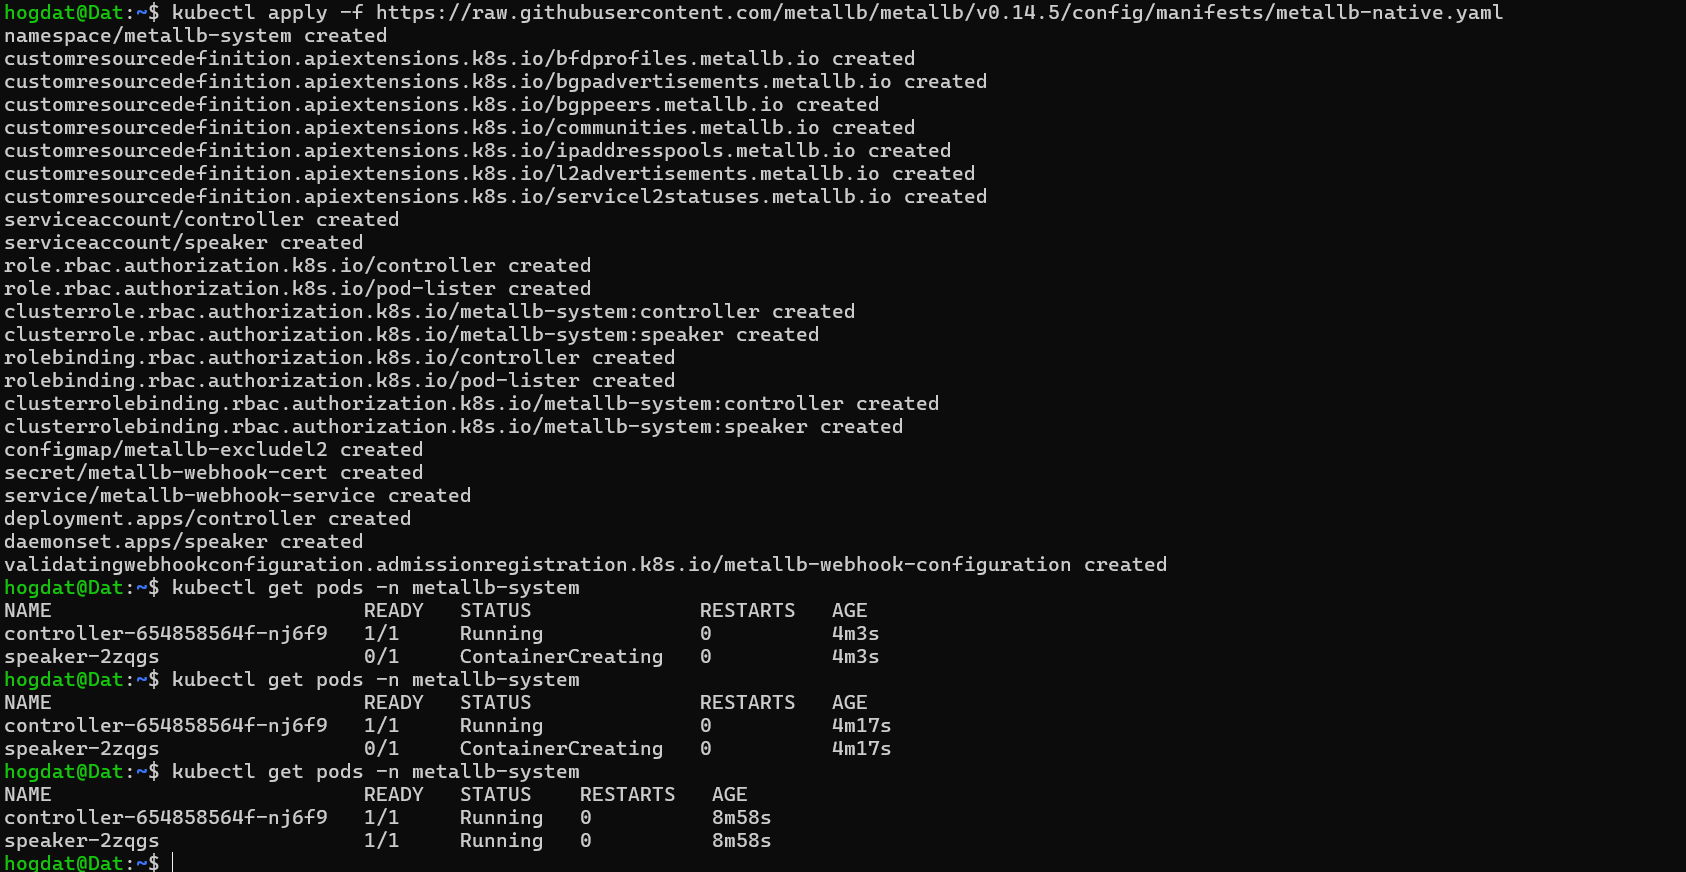 hogdat@Dat:~$ kubectl apply -f https://raw.githubusercontent.com/metallb/metallb/v0.14.5/config/manifests/metallb-native.yaml
namespace/metallb-system created
customresourcedefinition.apiextensions.k8s.io/bfdprofiles.metallb.io created
customresourcedefinition.apiextensions.k8s.io/bgpadvertisements.metallb.io created
customresourcedefinition.apiextensions.k8s.io/bgppeers.metallb.io created
customresourcedefinition.apiextensions.k8s.io/communities.metallb.io created
customresourcedefinition.apiextensions.k8s.io/ipaddresspools.metallb.io created
customresourcedefinition.apiextensions.k8s.io/l2advertisements.metallb.io created
customresourcedefinition.apiextensions.k8s.io/servicel2statuses.metallb.io created
serviceaccount/controller created
serviceaccount/speaker created
role.rbac.authorization.k8s.io/controller created
role.rbac.authorization.k8s.io/pod-lister created
clusterrole.rbac.authorization.k8s.io/metallb-system:controller created
clusterrole.rbac.authorization.k8s.io/metallb-system:speaker created
rolebinding.rbac.authorization.k8s.io/controller created
rolebinding.rbac.authorization.k8s.io/pod-lister created
clusterrolebinding.rbac.authorization.k8s.io/metallb-system:controller created
clusterrolebinding.rbac.authorization.k8s.io/metallb-system:speaker created
configmap/metallb-excludel2 created
secret/metallb-webhook-cert created
service/metallb-webhook-service created
deployment.apps/controller created
daemonset.apps/speaker created
validatingwebhookconfiguration.admissionregistration.k8s.io/metallb-webhook-configuration created
hogdat@Dat:~$ kubectl get pods -n metallb-system
NAME                          READY   STATUS              RESTARTS   AGE
controller-654858564f-nj6f9   1/1     Running             0          4m3s
speaker-2zqgs                 0/1     ContainerCreating   0          4m3s
hogdat@Dat:~$ kubectl get pods -n metallb-system
NAME                          READY   STATUS              RESTARTS   AGE
controller-654858564f-nj6f9   1/1     Running             0          4m17s
speaker-2zqgs                 0/1     ContainerCreating   0          4m17s
hogdat@Dat:~$ kubectl get pods -n metallb-system
NAME                          READY   STATUS    RESTARTS   AGE
controller-654858564f-nj6f9   1/1     Running   0          8m58s
speaker-2zqgs                 1/1     Running   0          8m58s
hogdat@Dat:~$